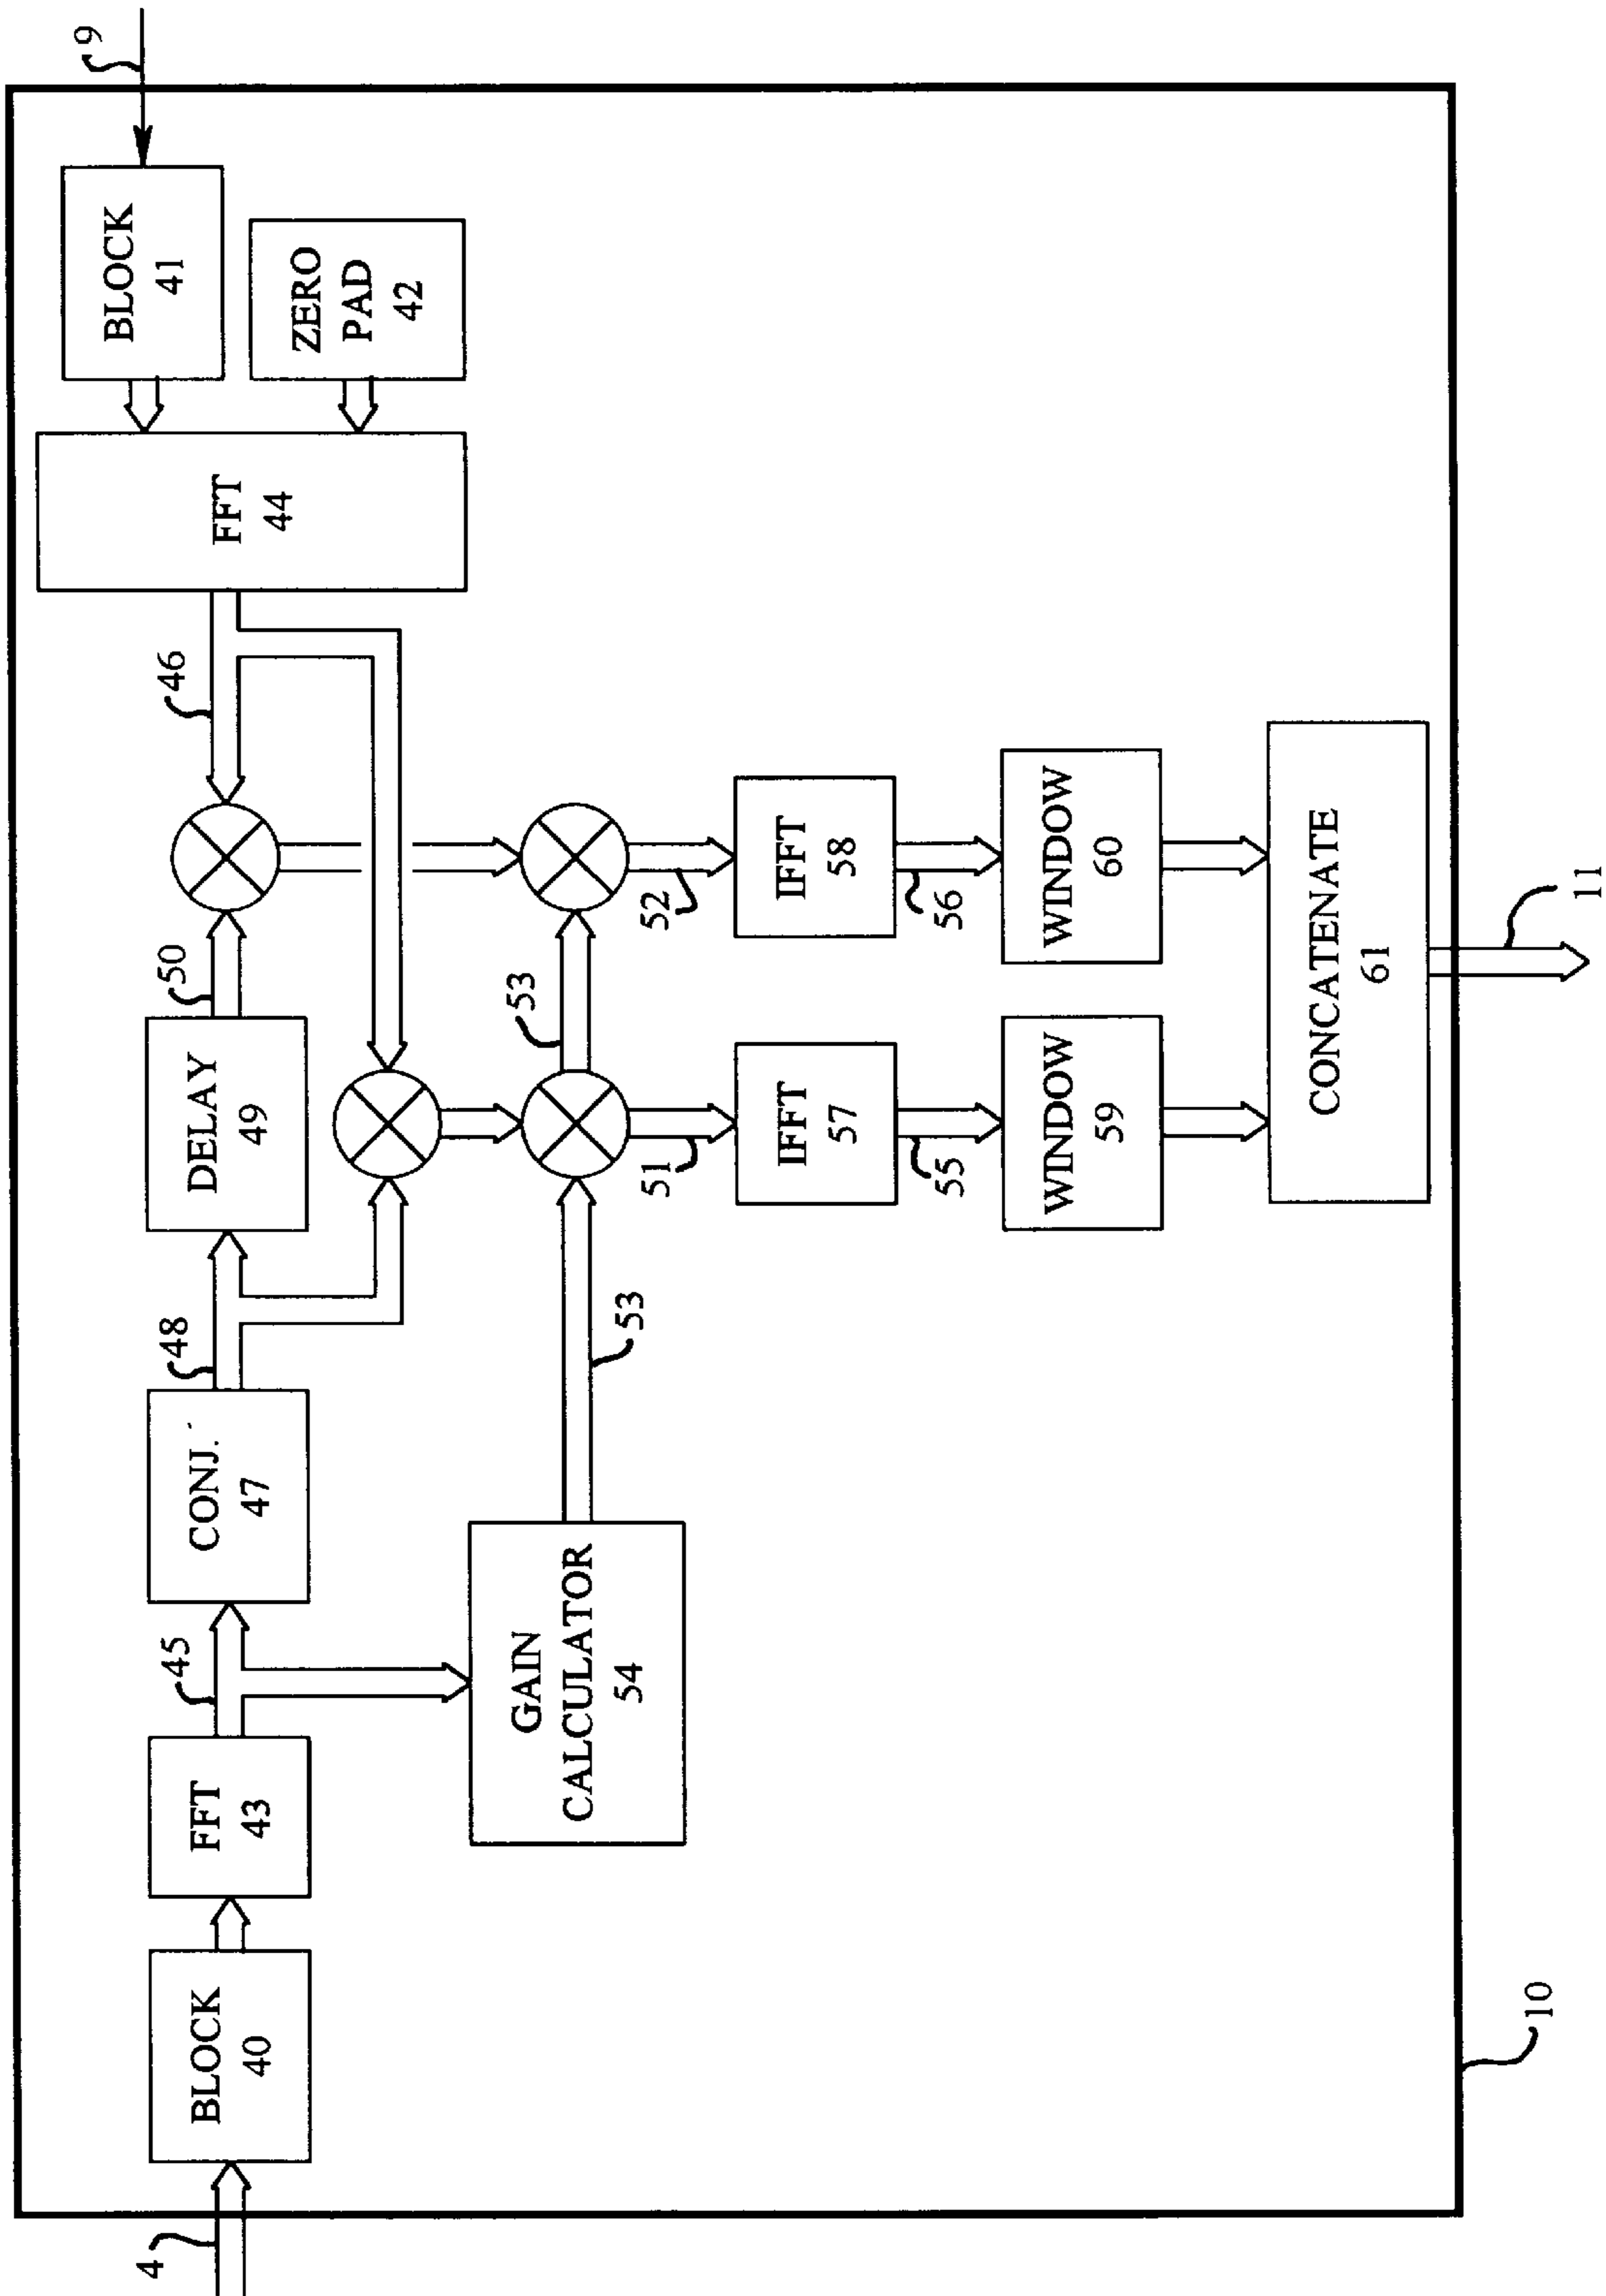 4
9
BLOCK
40
FFT
43
45
CONJ.
47
48
DELAY
49
50
46
FFT
44
BLOCK
41
ZERO
PAD
42
GAIN
CALCULATOR
54
53
53
51
52
IFFT
57
IFFT
58
55
56
WINDOW
59
WINDOW
60
CONCATENATE
61
10
11